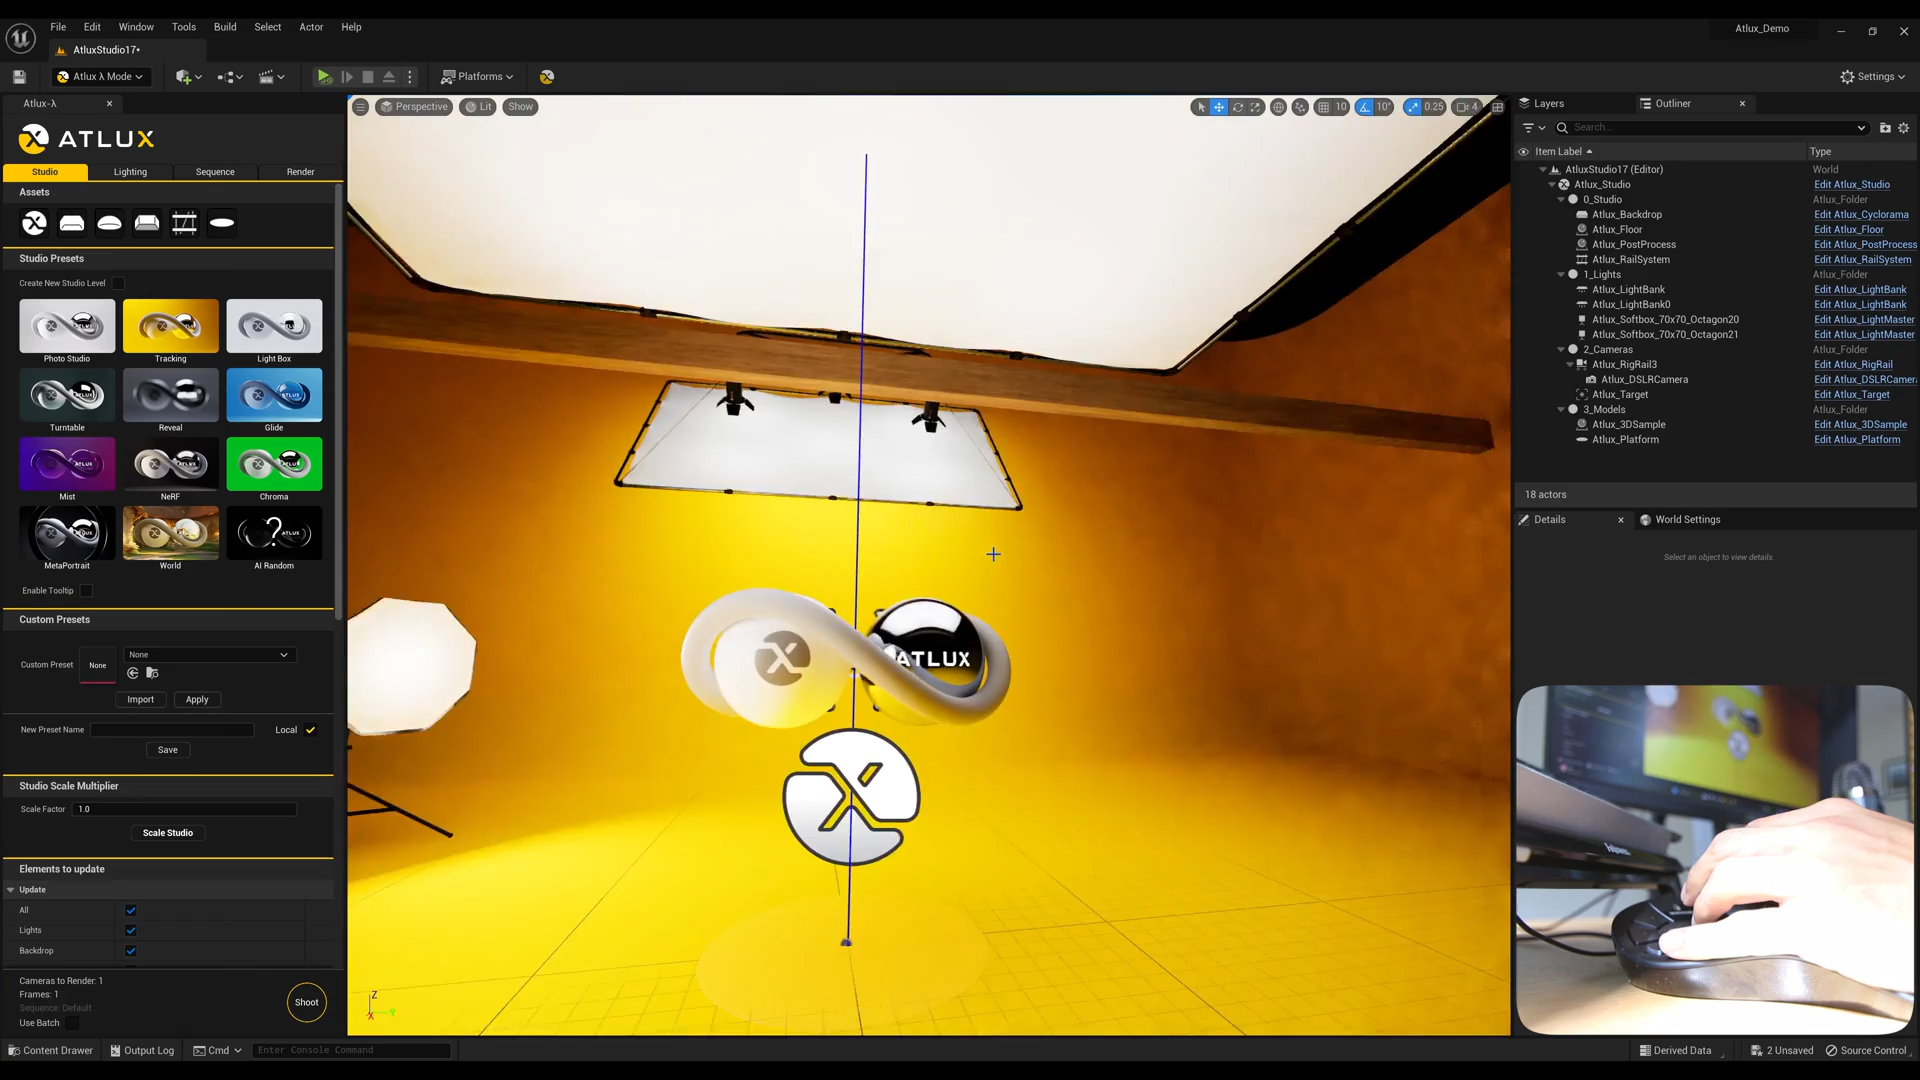 File Edit Window Tools Build Select Actor Help
Atlux_Demo
AtluxStudio17•
Atlux λ Mode
Platforms
Settings
Atlux-λ
ATLUX
Studio Lighting Sequence Render
Assets
Studio Presets
Create New Studio Level
Photo Studio Tracking Light Box
Turntable Reveal Glide
Mist NeRF Chroma
MetaPortrait World AI Random
Enable Tooltip
Custom Presets
Custom Preset None None
Import Apply
New Preset Name Local
Save
Studio Scale Multiplier
Scale Factor 1.0
Scale Studio
Elements to update
Update
All
Lights
Backdrop
Cameras to Render: 1
Frames: 1
Sequence: Default
Use Batch
Shoot
Perspective Lit Show
10 10° 0.25 4
ATLUX
Z
X Y
Layers Outliner
Search...
Item Label Type
AtluxStudio17 (Editor) World
Atlux_Studio Edit Atlux_Studio
0_Studio Atlux_Folder
Atlux_Backdrop Edit Atlux_Cyclorama
Atlux_Floor Edit Atlux_Floor
Atlux_PostProcess Edit Atlux_PostProcess
Atlux_RailSystem Edit Atlux_RailSystem
1_Lights Atlux_Folder
Atlux_LightBank Edit Atlux_LightBank
Atlux_LightBank0 Edit Atlux_LightBank
Atlux_Softbox_70x70_Octagon20 Edit Atlux_LightMaster
Atlux_Softbox_70x70_Octagon21 Edit Atlux_LightMaster
2_Cameras Atlux_Folder
Atlux_RigRail3 Edit Atlux_RigRail
Atlux_DSLRCamera Edit Atlux_DSLRCamera
Atlux_Target Edit Atlux_Target
3_Models Atlux_Folder
Atlux_3DSample Edit Atlux_3DSample
Atlux_Platform Edit Atlux_Platform
18 actors
Details World Settings
Select an object to view details.
Content Drawer Output Log Cmd Enter Console Command
Derived Data 2 Unsaved Source Control